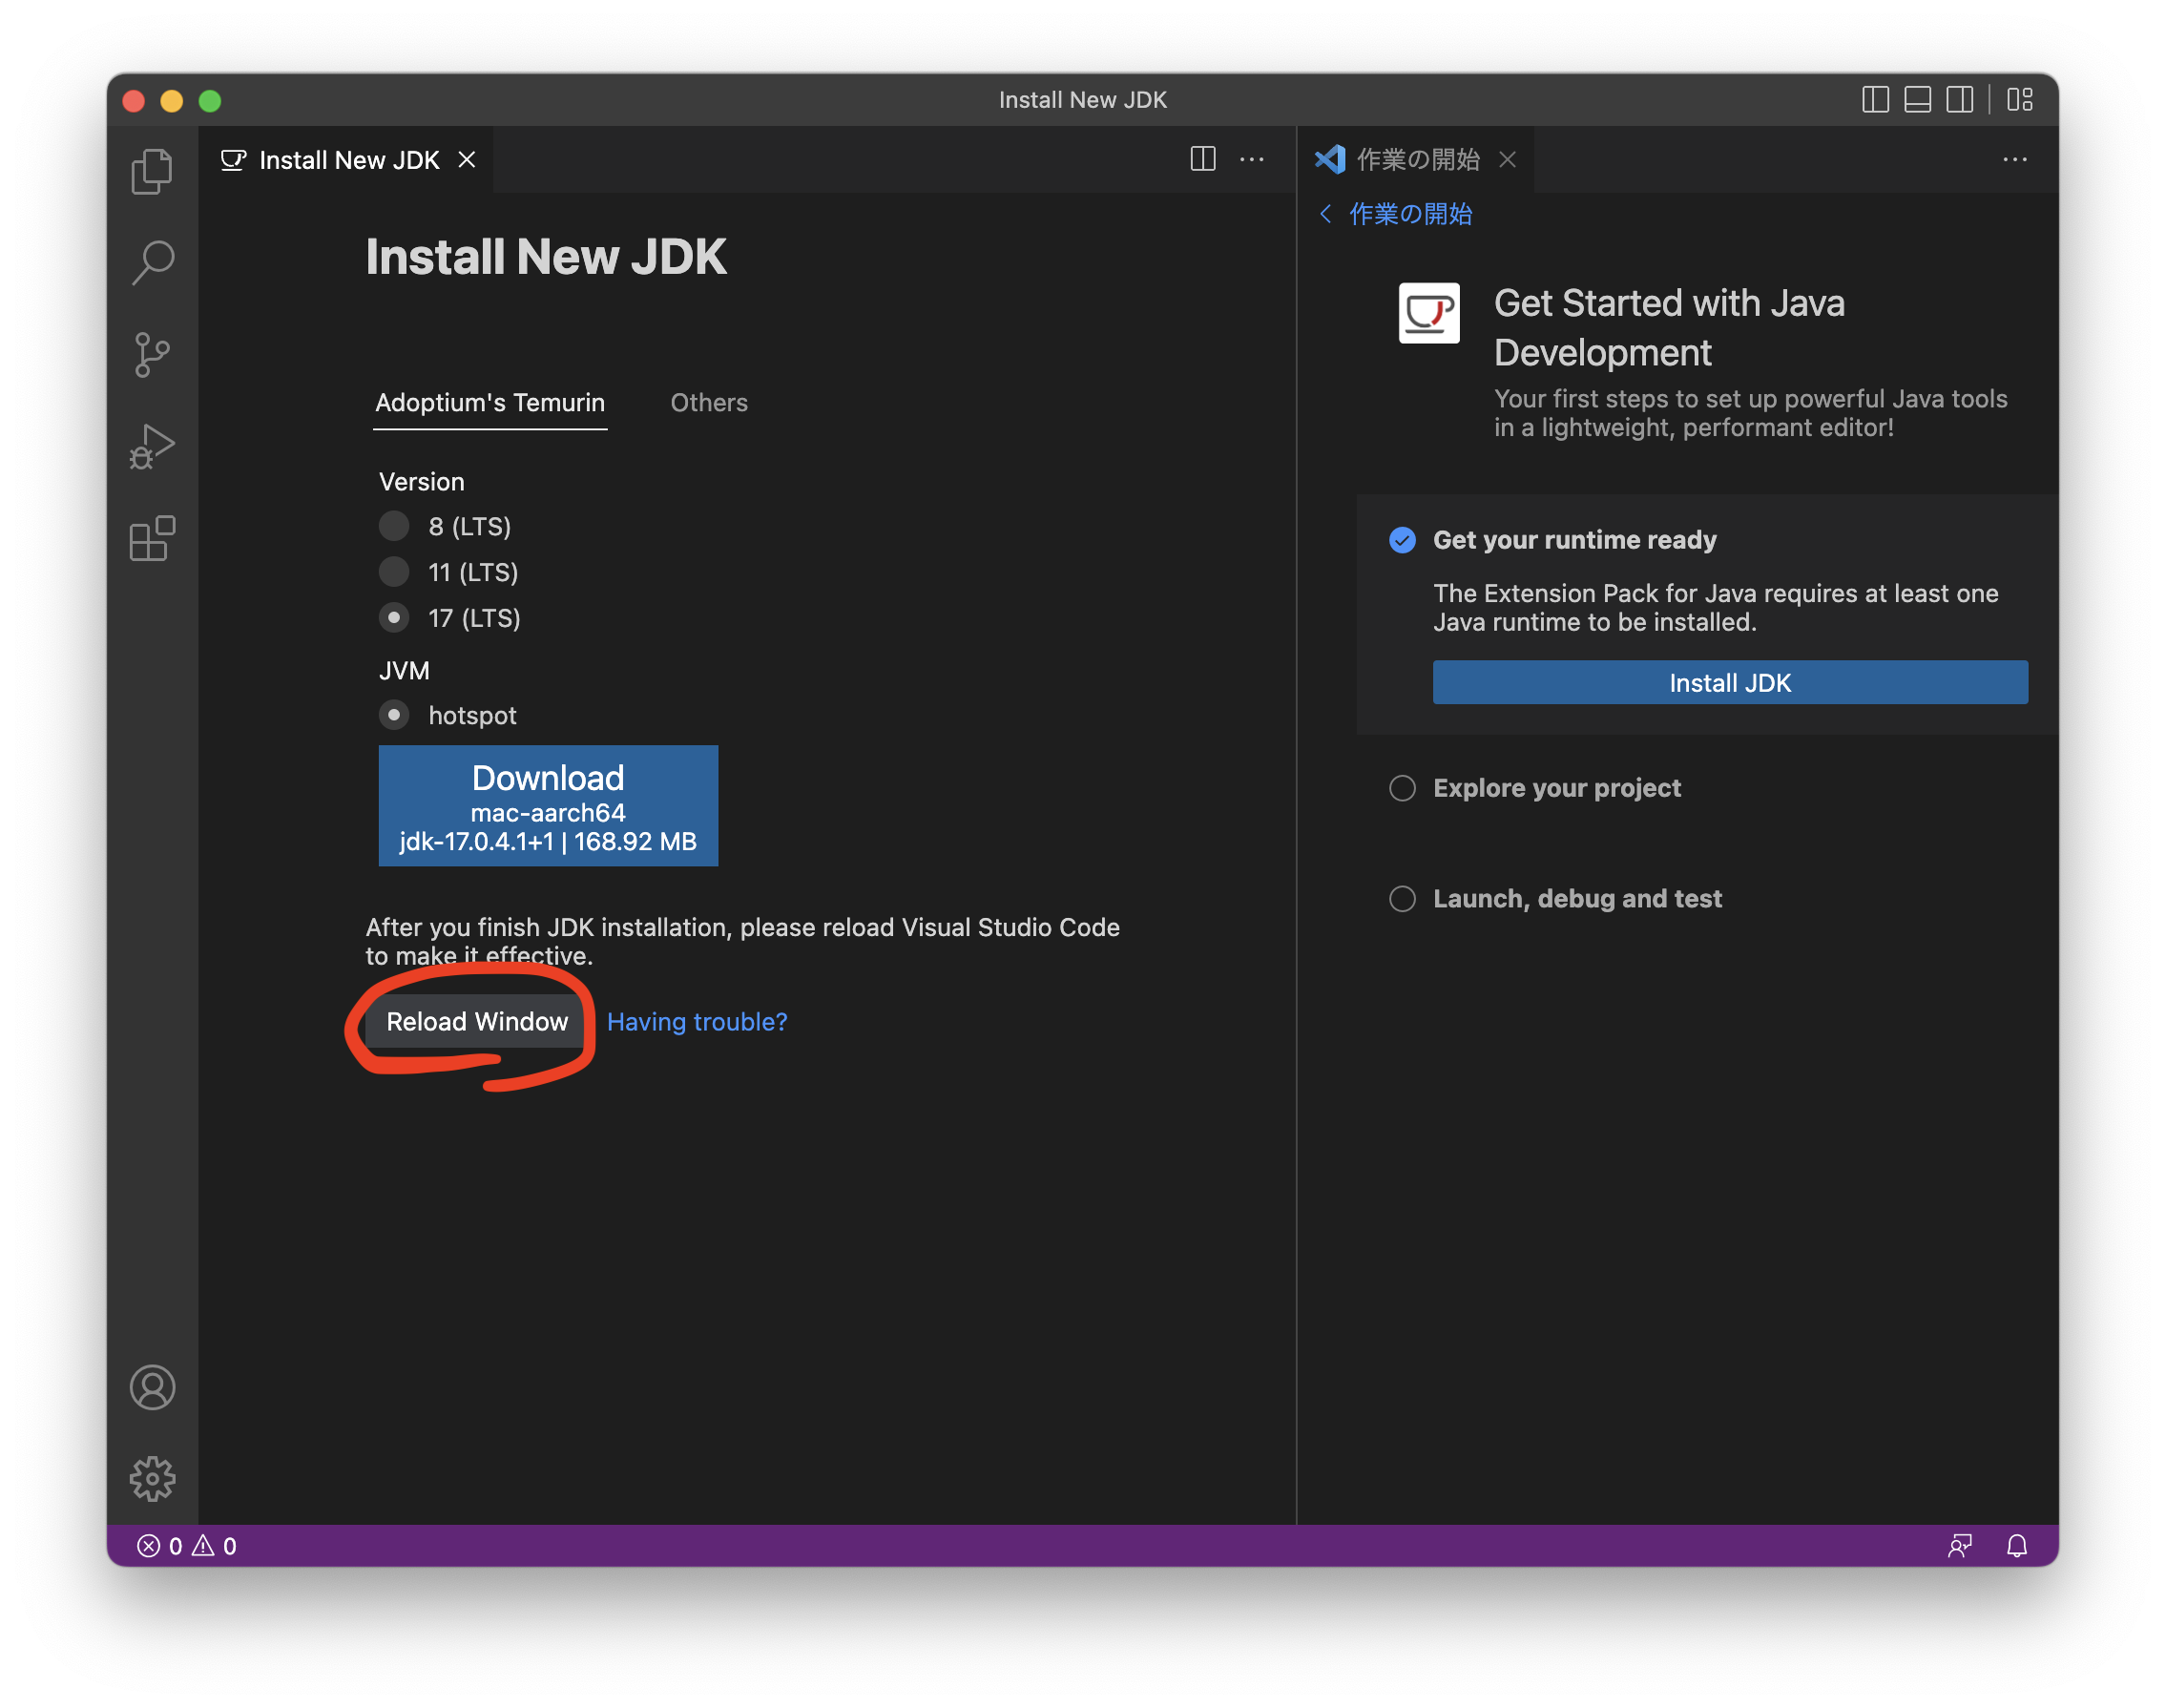 Install New JDK
Install New JDK
作業の開始
作業の開始
Install New JDK
Adoptium's Temurin
Others
Version
8 (LTS)
11 (LTS)
17 (LTS)
JVM
hotspot
Download
mac-aarch64
jdk-17.0.4.1+1 | 168.92 MB
After you finish JDK installation, please reload Visual Studio Code
to make it effective.
Reload Window
Having trouble?
Get Started with Java
Development
Your first steps to set up powerful Java tools
in a lightweight, performant editor!
Get your runtime ready
The Extension Pack for Java requires at least one
Java runtime to be installed.
Install JDK
Explore your project
Launch, debug and test
0 0